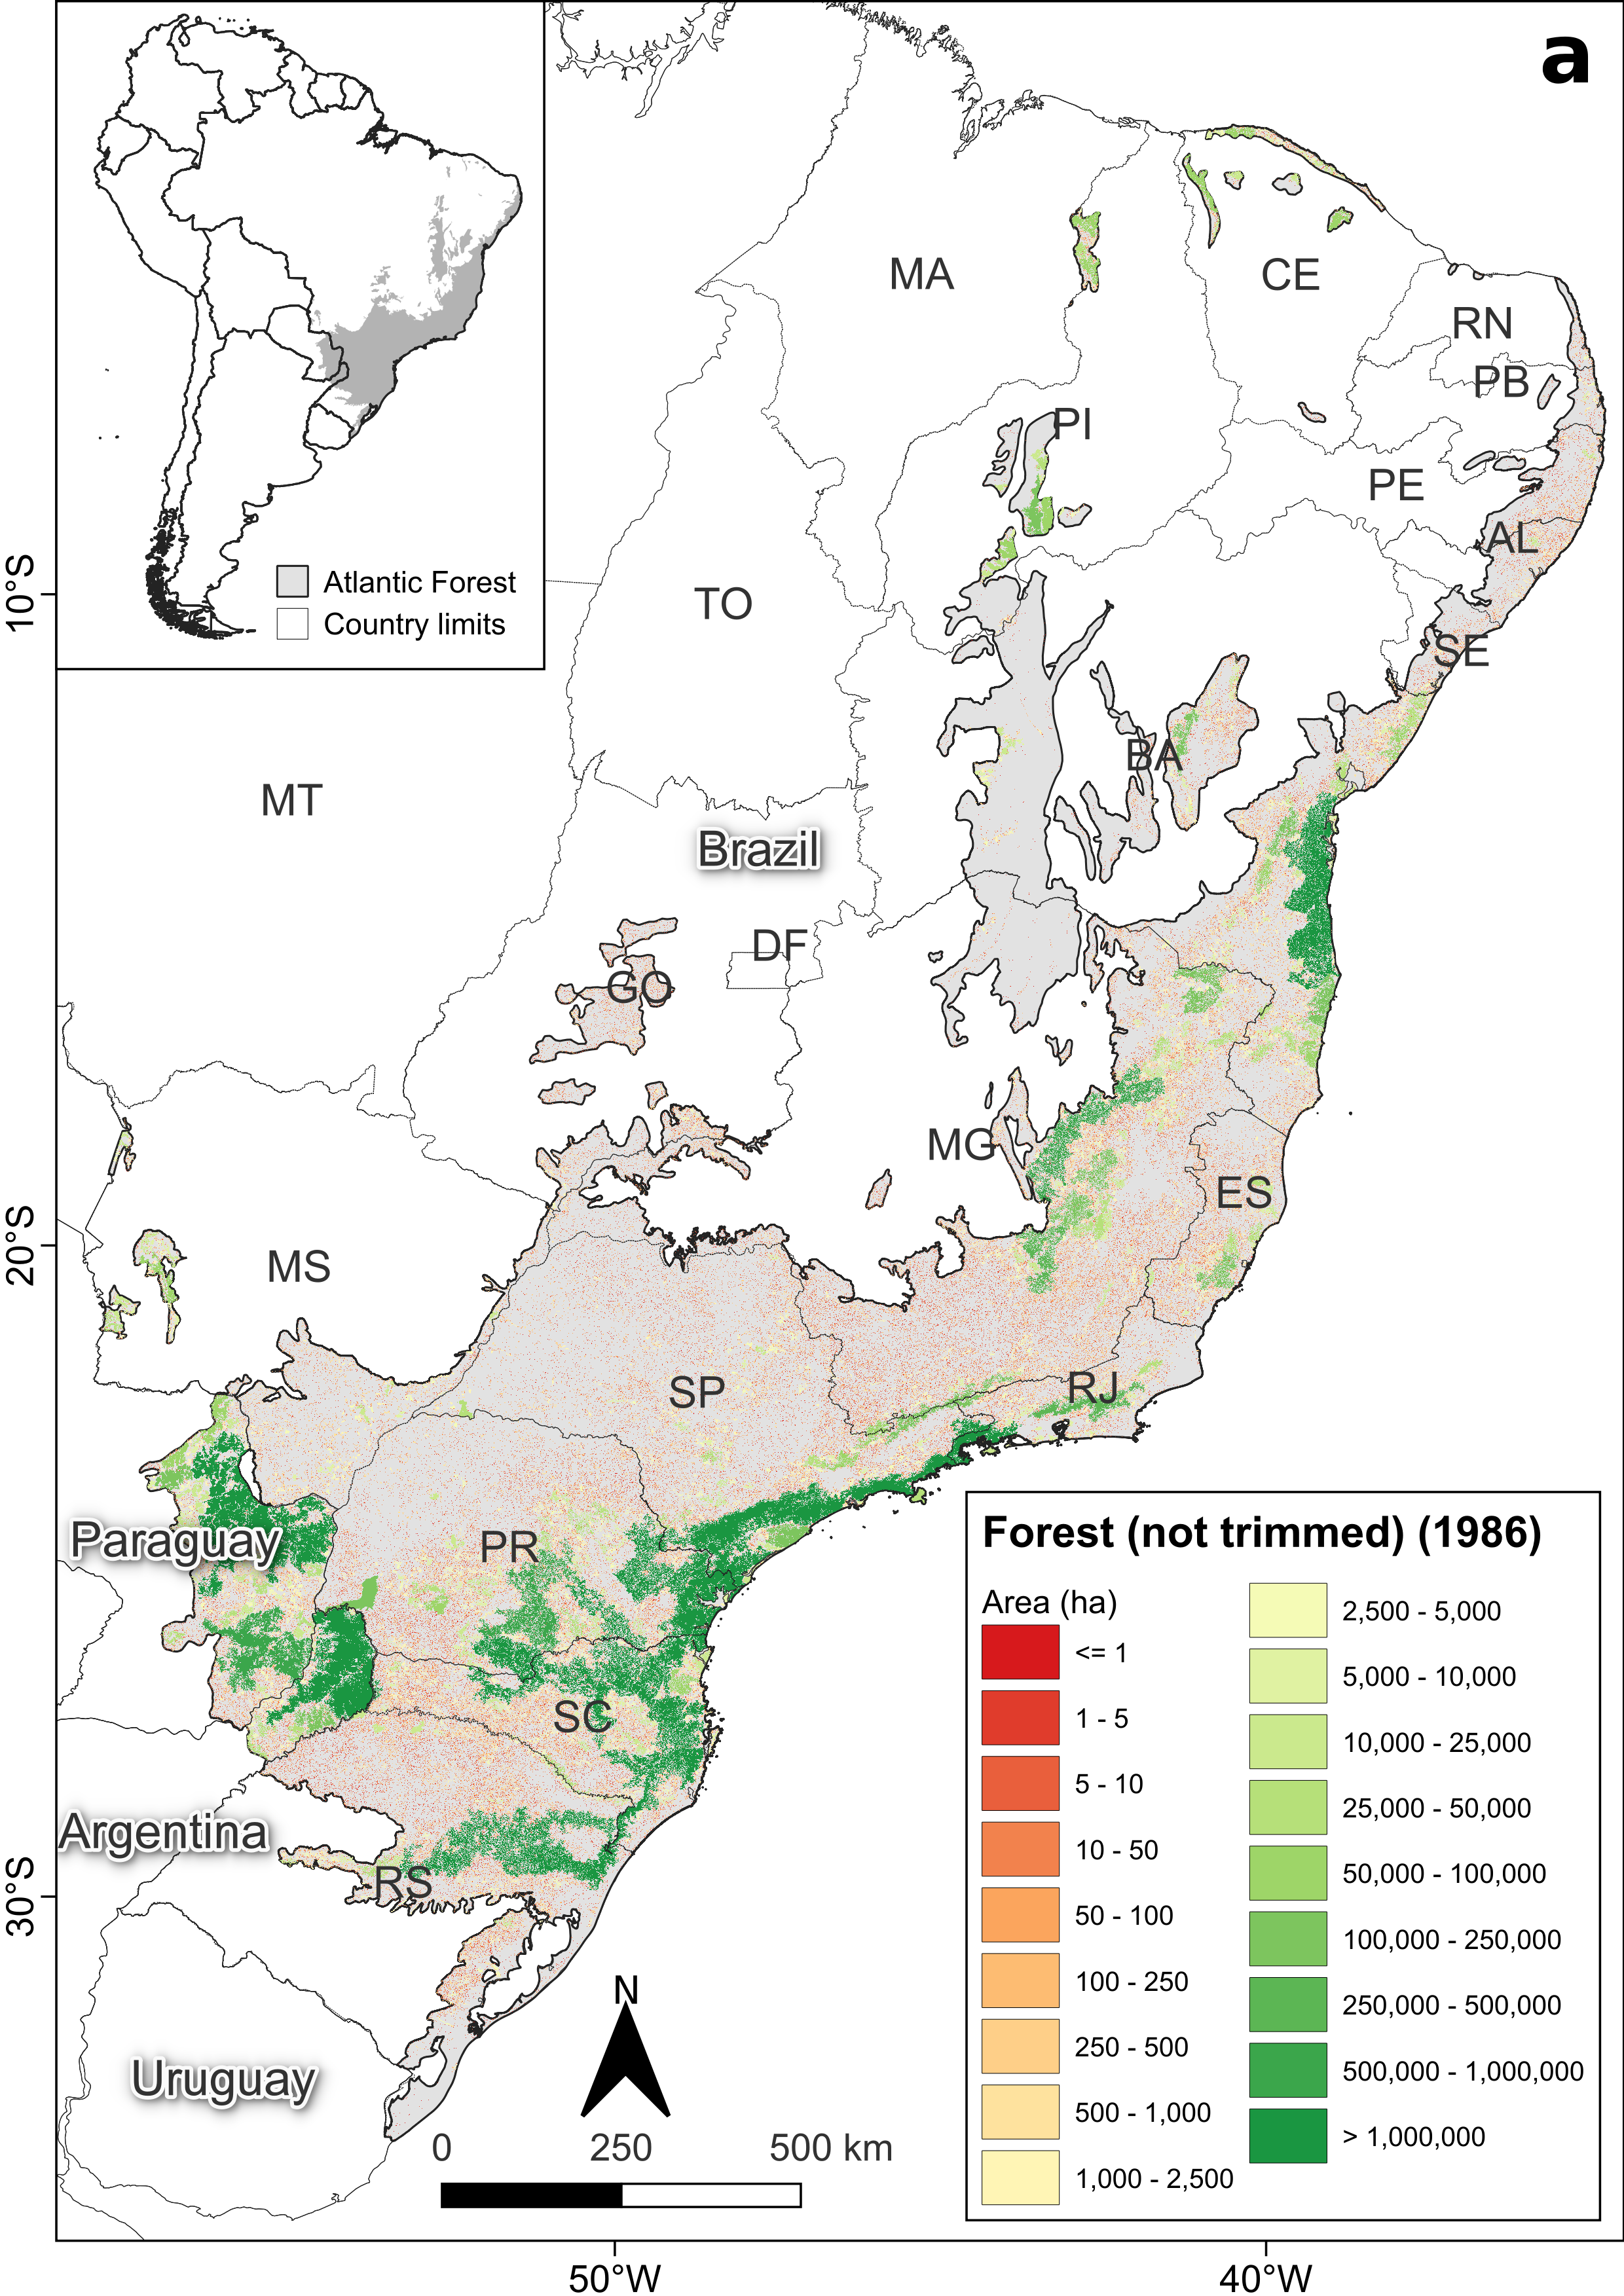 a
Atlantic Forest
Country limits
10°S
20°S
30°S
50°W
40°W
MA
CE
RN
PB
PI
PE
AL
TO
SE
BA
MT
Brazil
DF
GO
MG
ES
MS
SP
RJ
Paraguay
PR
SC
Argentina
RS
Uruguay
N
0 250 500 km
Forest (not trimmed) (1986)
Area (ha)
<= 1
1 - 5
5 - 10
10 - 50
50 - 100
100 - 250
250 - 500
500 - 1,000
1,000 - 2,500
2,500 - 5,000
5,000 - 10,000
10,000 - 25,000
25,000 - 50,000
50,000 - 100,000
100,000 - 250,000
250,000 - 500,000
500,000 - 1,000,000
> 1,000,000